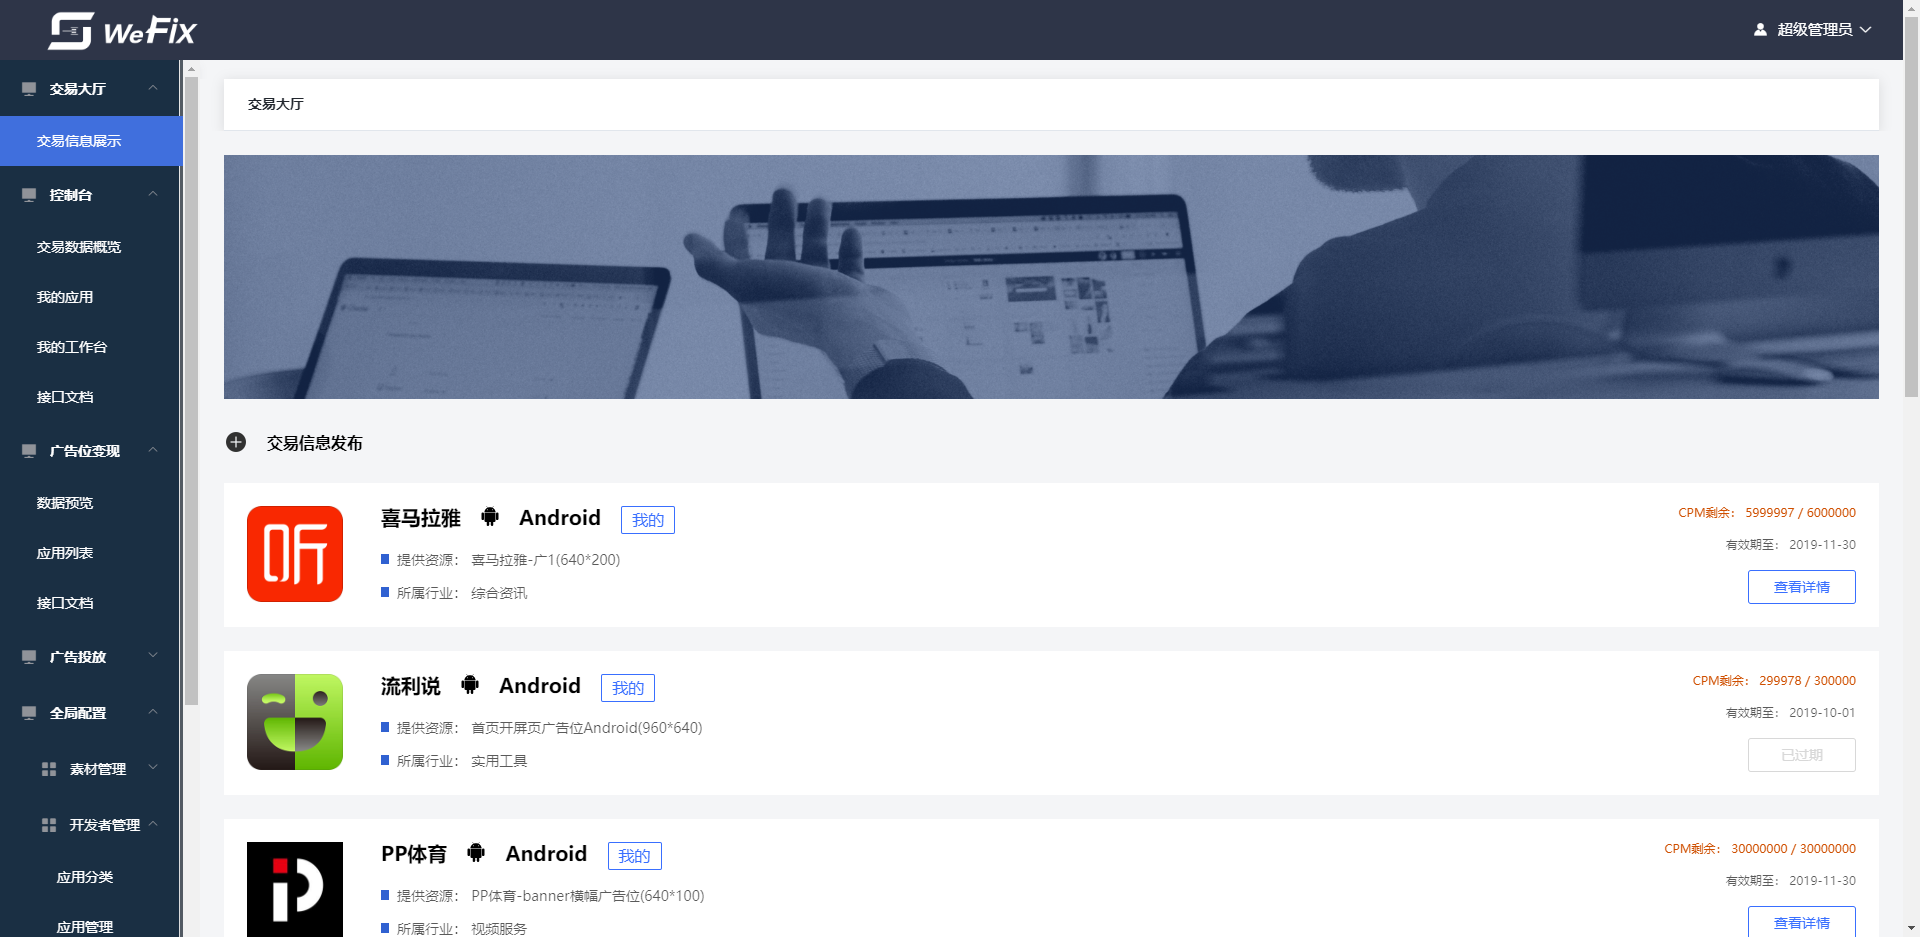 WeFix
超级管理员
交易大厅
交易信息展示
控制台
交易数据概览
我的应用
我的工作台
接口文档
广告位变现
数据预览
应用列表
接口文档
广告投放
全局配置
素材管理
开发者管理
应用分类
应用管理
交易大厅
交易信息发布
听
喜马拉雅 Android 我的
提供资源： 喜马拉雅-广1(640*200)
所属行业： 综合资讯
CPM剩余： 5999997 / 6000000
有效期至： 2019-11-30
查看详情
流利说 Android 我的
提供资源： 首页开屏页广告位Android(960*640)
所属行业： 实用工具
CPM剩余： 299978 / 300000
有效期至： 2019-10-01
已过期
PP体育 Android 我的
提供资源： PP体育-banner横幅广告位(640*100)
所属行业： 视频服务
CPM剩余： 30000000 / 30000000
有效期至： 2019-11-30
查看详情